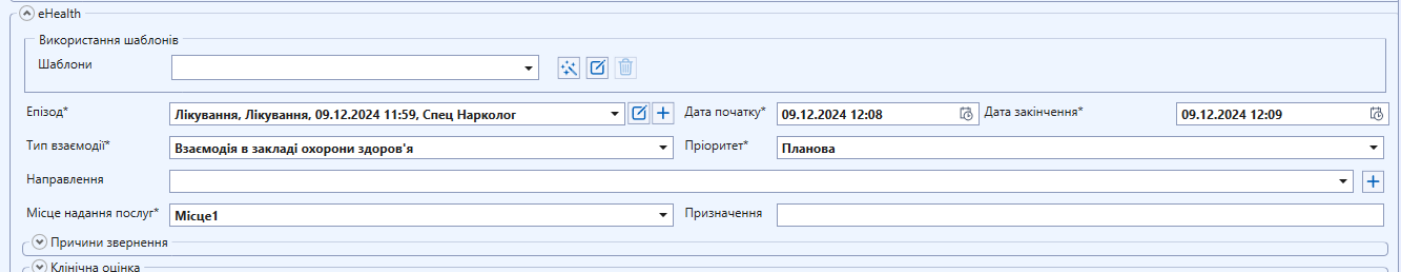 eHealth
Використання шаблонів
Шаблони
Епізод* Лікування, Лікування, 09.12.2024 11:59, Спец Нарколог Дата початку* 09.12.2024 12:08 Дата закінчення* 09.12.2024 12:09
Тип взаємодії* Взаємодія в закладі охорони здоров'я Пріоритет* Планова
Направлення
Місце надання послуг* Місце1 Призначення
Причини звернення
Клінічна оцінка